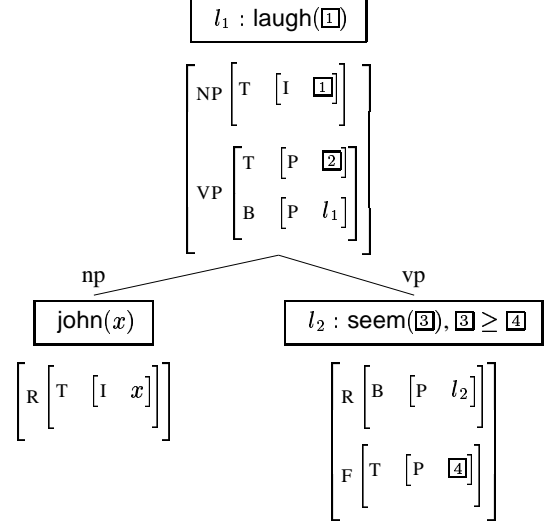 l₁ : laugh(1)
NP T I 1
VP T P 2
B P l₁
np vp
john(x) l₂ : seem(3), 3 ≥ 4
R T I x
R B P l₂
F T P 4